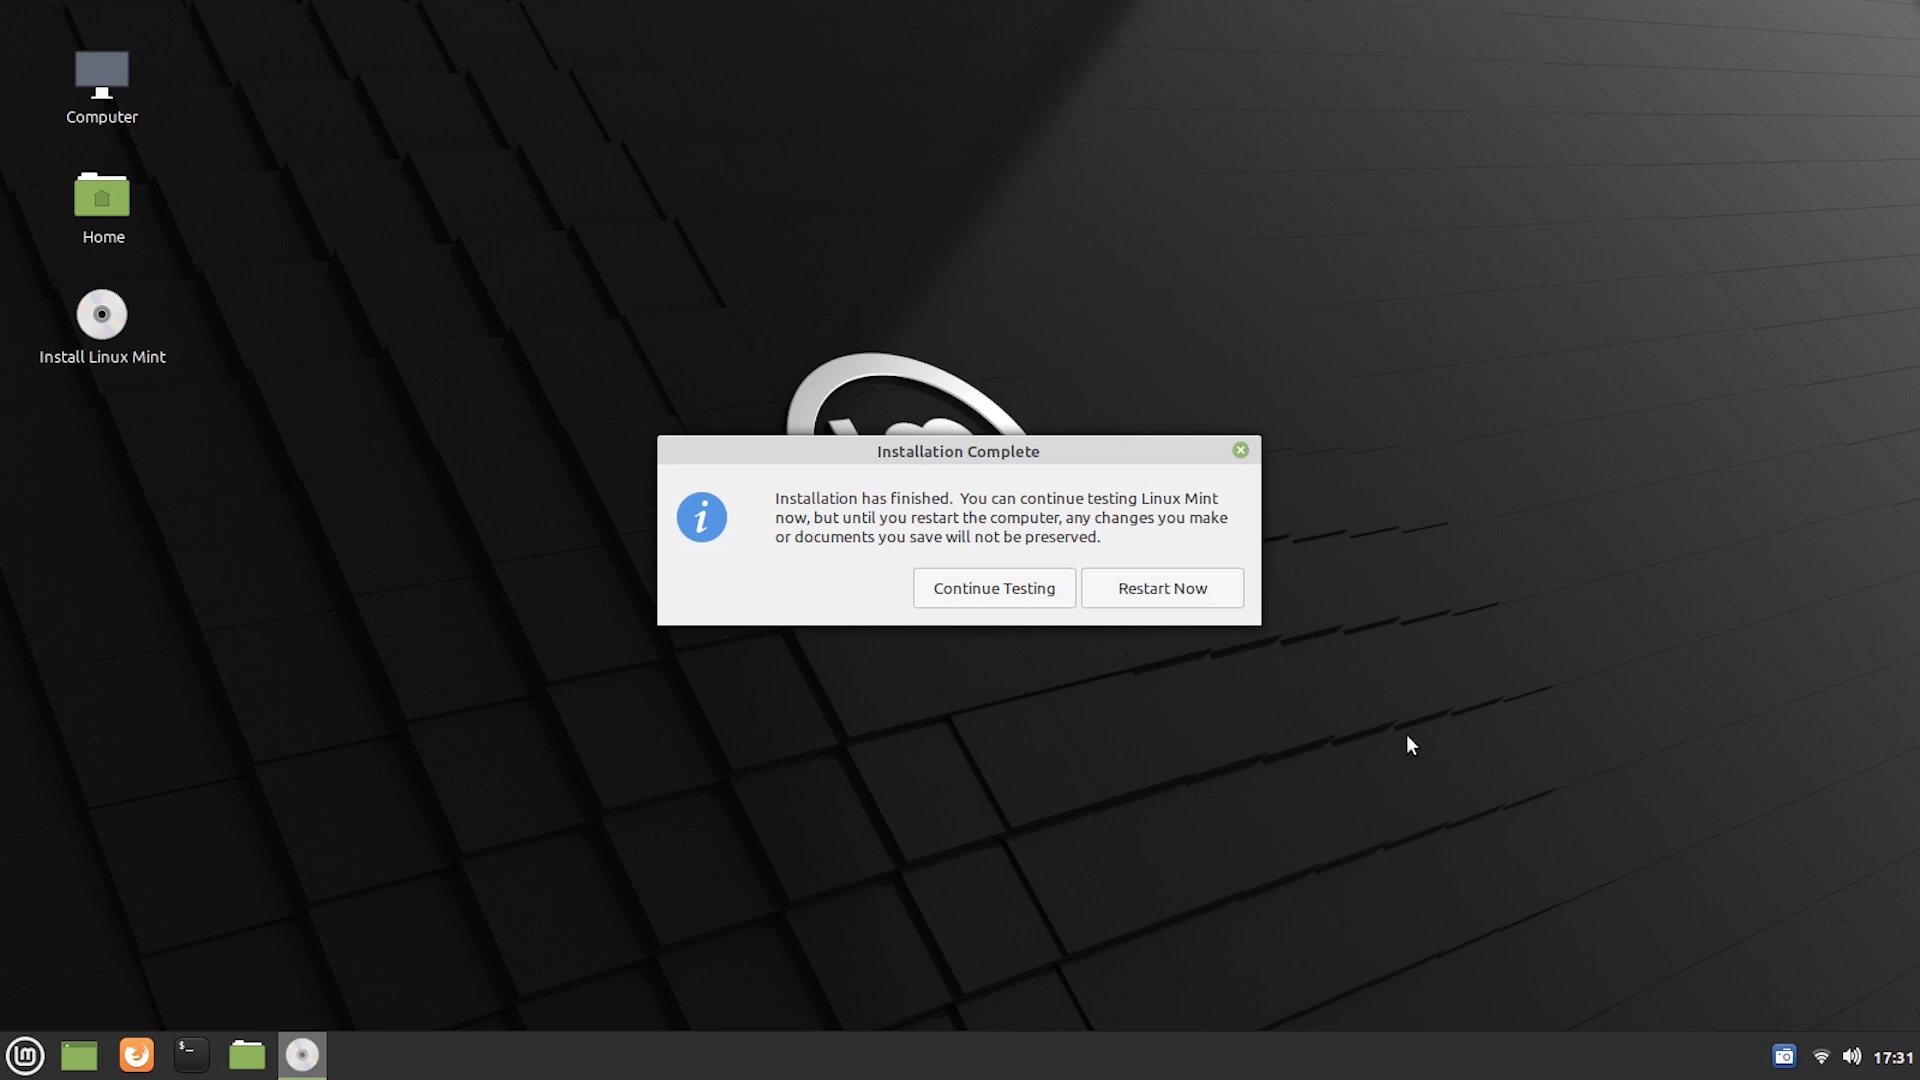 Computer
Home
Install Linux Mint
Installation Complete
Installation has finished. You can continue testing Linux Mint
now, but until you restart the computer, any changes you make
or documents you save will not be preserved.
Continue Testing
Restart Now
$_
17:31